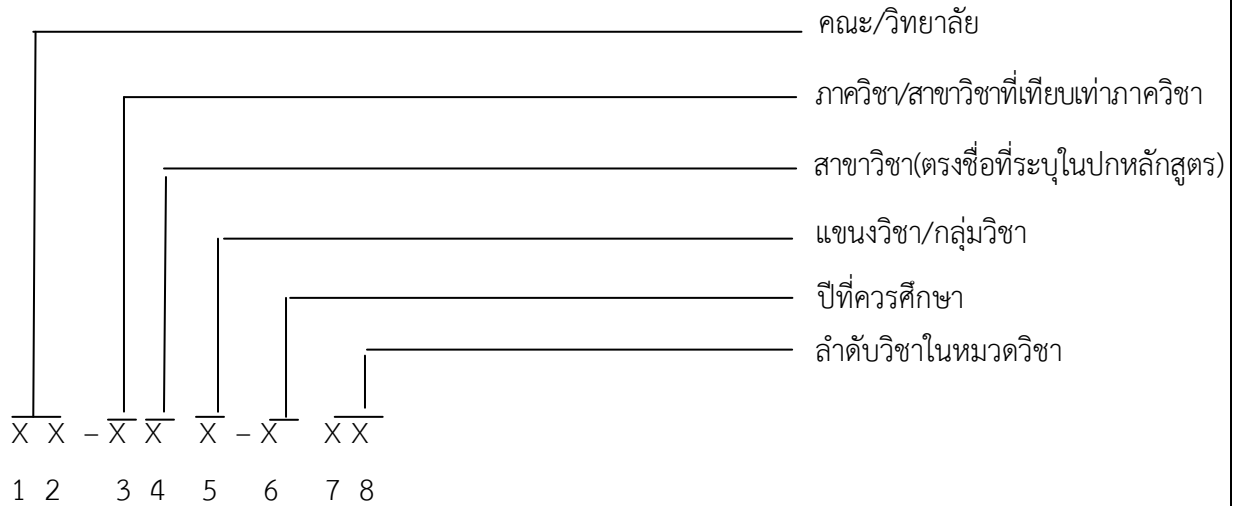 คณะ/วิทยาลัย
ภาควิชา/สาขาวิชาที่เทียบเท่าภาควิชา
สาขาวิชา(ตรงชื่อที่ระบุในปกหลักสูตร)
แขนงวิชา/กลุ่มวิชา
ปีที่ควรศึกษา
ลำดับวิชาในหมวดวิชา
X X - X X X - X X X
1 2 3 4 5 6 7 8